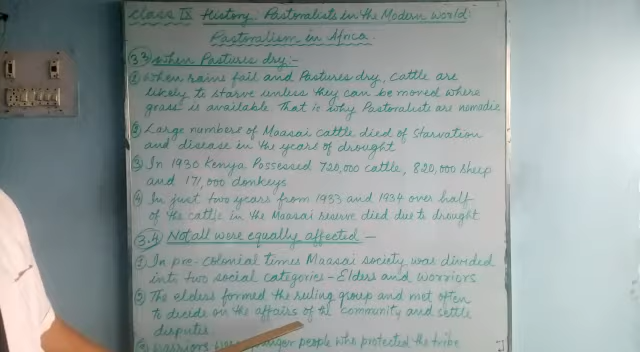 Class IX History: Pastoralists in the Modern World:
Pastoralism in Africa.
3.3 When Pastures dry:-
① When rains fail and Pastures dry, cattle are
likely to starve unless they can be moved where
grass is available. That is why Pastoralists are nomadic
② Large numbers of Maasai cattle died of starvation
and disease in the years of drought
③ In 1930 Kenya Possessed 720,000 cattle, 820,000 sheep
and 171,000 donkeys
④ In just two years from 1933 and 1934 over half
of the cattle in the Maasai reserve died due to drought
3.4 Not all were equally affected –
① In pre-colonial times Maasai society was divided
into two social categories – Elders and worriors
② The elders formed the ruling group and met often
to decide on the affairs of the community and settle
disputes.
warriors younger people who protected the tribe